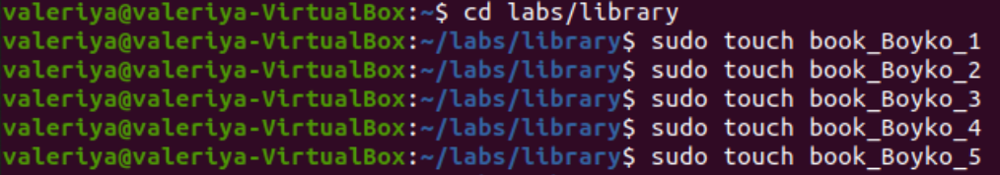 valeriya@valeriya-VirtualBox:~$ cd labs/library
valeriya@valeriya-VirtualBox:~/labs/library$ sudo touch book_Boyko_1
valeriya@valeriya-VirtualBox:~/labs/library$ sudo touch book_Boyko_2
valeriya@valeriya-VirtualBox:~/labs/library$ sudo touch book_Boyko_3
valeriya@valeriya-VirtualBox:~/labs/library$ sudo touch book_Boyko_4
valeriya@valeriya-VirtualBox:~/labs/library$ sudo touch book_Boyko_5